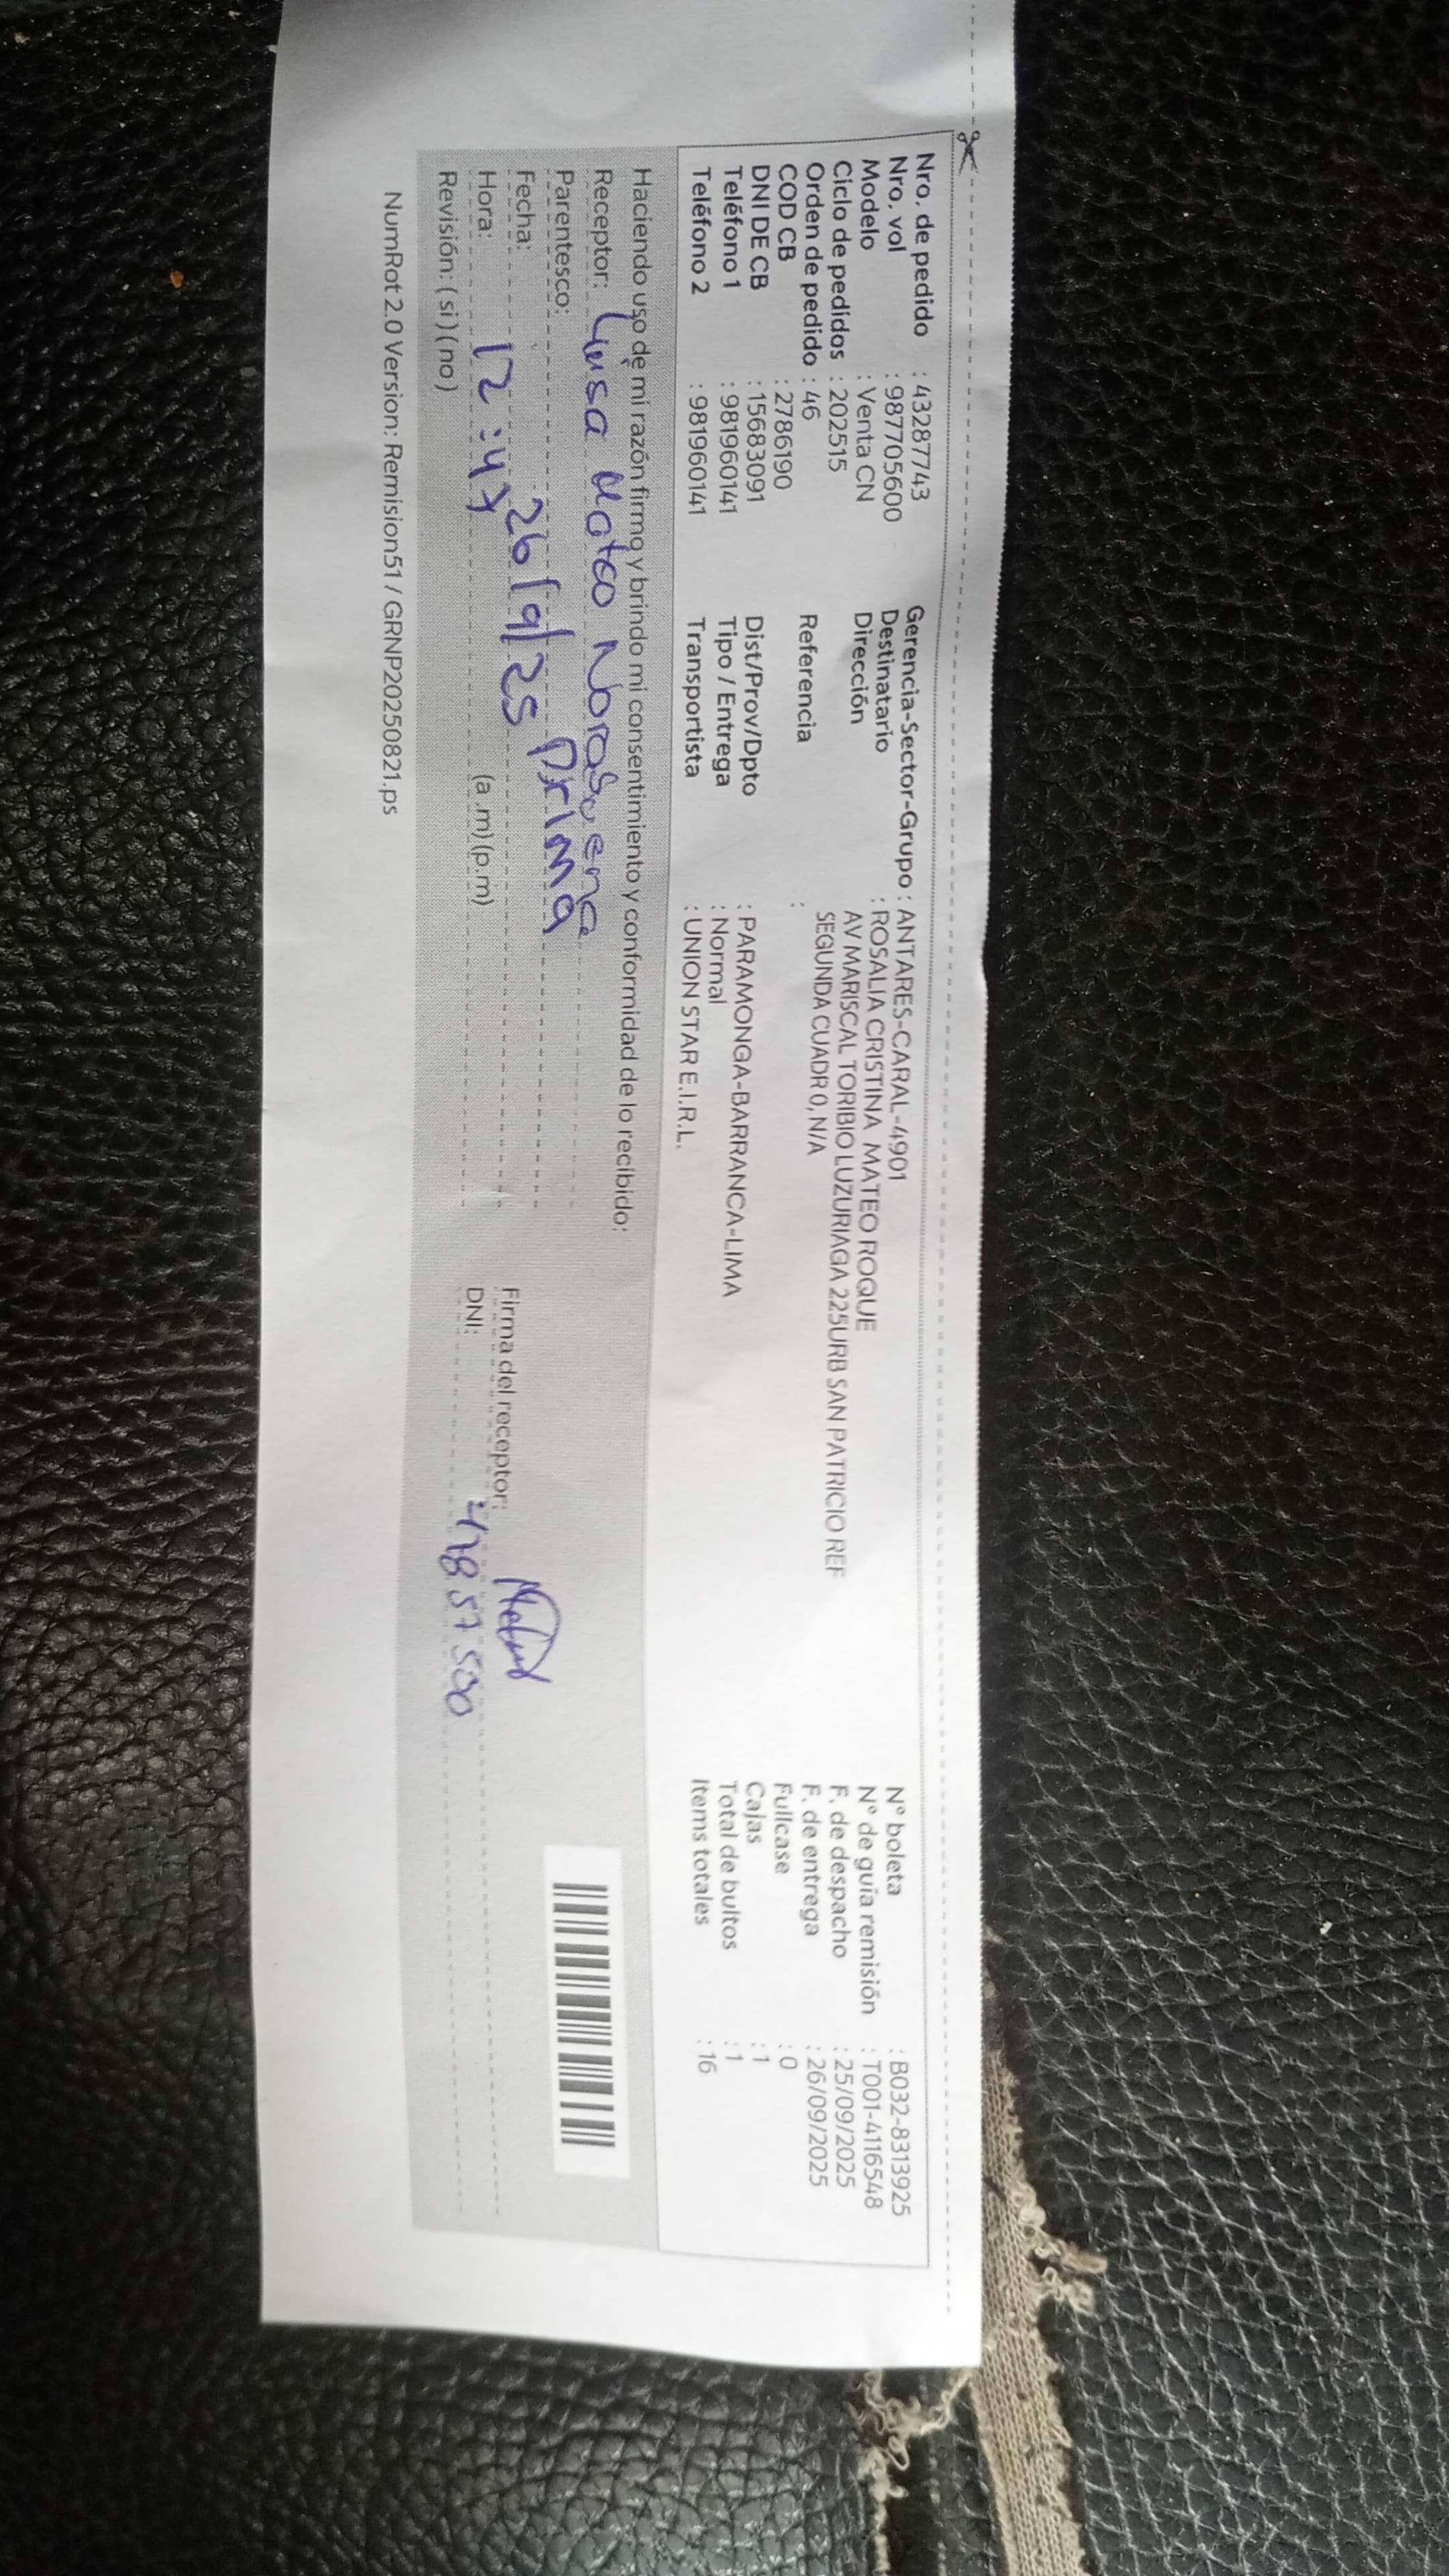 Nro. de pedido : 43287743
Nro. vol : 9877705600
Modelo : Venta CN
Ciclo de pedidos : 202515
Orden de pedido : 46
COD CB : 2786190
DNI DE CB : 15683091
Teléfono 1 : 981960141
Teléfono 2 : 981960141
Gerencia-Sector-Grupo : ANTARES-CARAL-4901
Destinatario : ROSALIA CRISTINA MATEO ROQUE
Dirección AV MARISCAL TORIBIO LUZURIAGA 225URB SAN PATRICIO REF
SEGUNDA CUADR 0, N/A
Referencia :
Dist/Prov/Dpto : PARAMONGA-BARRANCA-LIMA
Tipo / Entrega : Normal
Transportista : UNION STAR E.I.R.L.
N° boleta : B032-8313925
N° de guía remisión : T001-4116548
F. de despacho : 25/09/2025
F. de entrega : 26/09/2025
Fullcase : 0
Cajas : 1
Total de bultos : 1
Items totales : 16
Haciendo uso de mi razón firmo y brindo mi consentimiento y conformidad de lo recibido:
Receptor: Luisa Mateo
Parentesco: Prima
Fecha: 26/9/25
Hora: 12:47 (a.m)(p.m)
Revisión: (si)(no)
Firma del receptor:
DNI: 41857500
NumRot 2.0 Version: Remision51 / GRNP20250821.ps